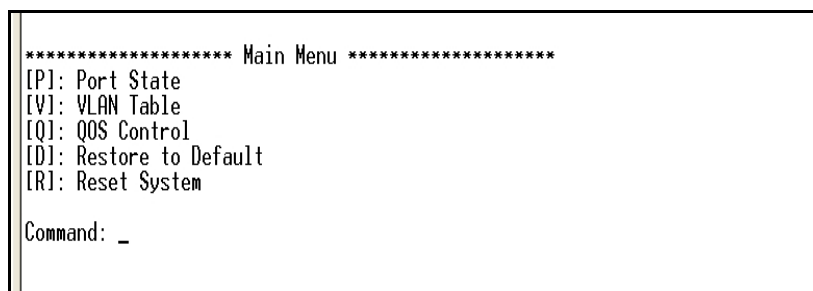 ******************** Main Menu ********************
[P]: Port State
[V]: VLAN Table
[Q]: QOS Control
[D]: Restore to Default
[R]: Reset System
Command: _